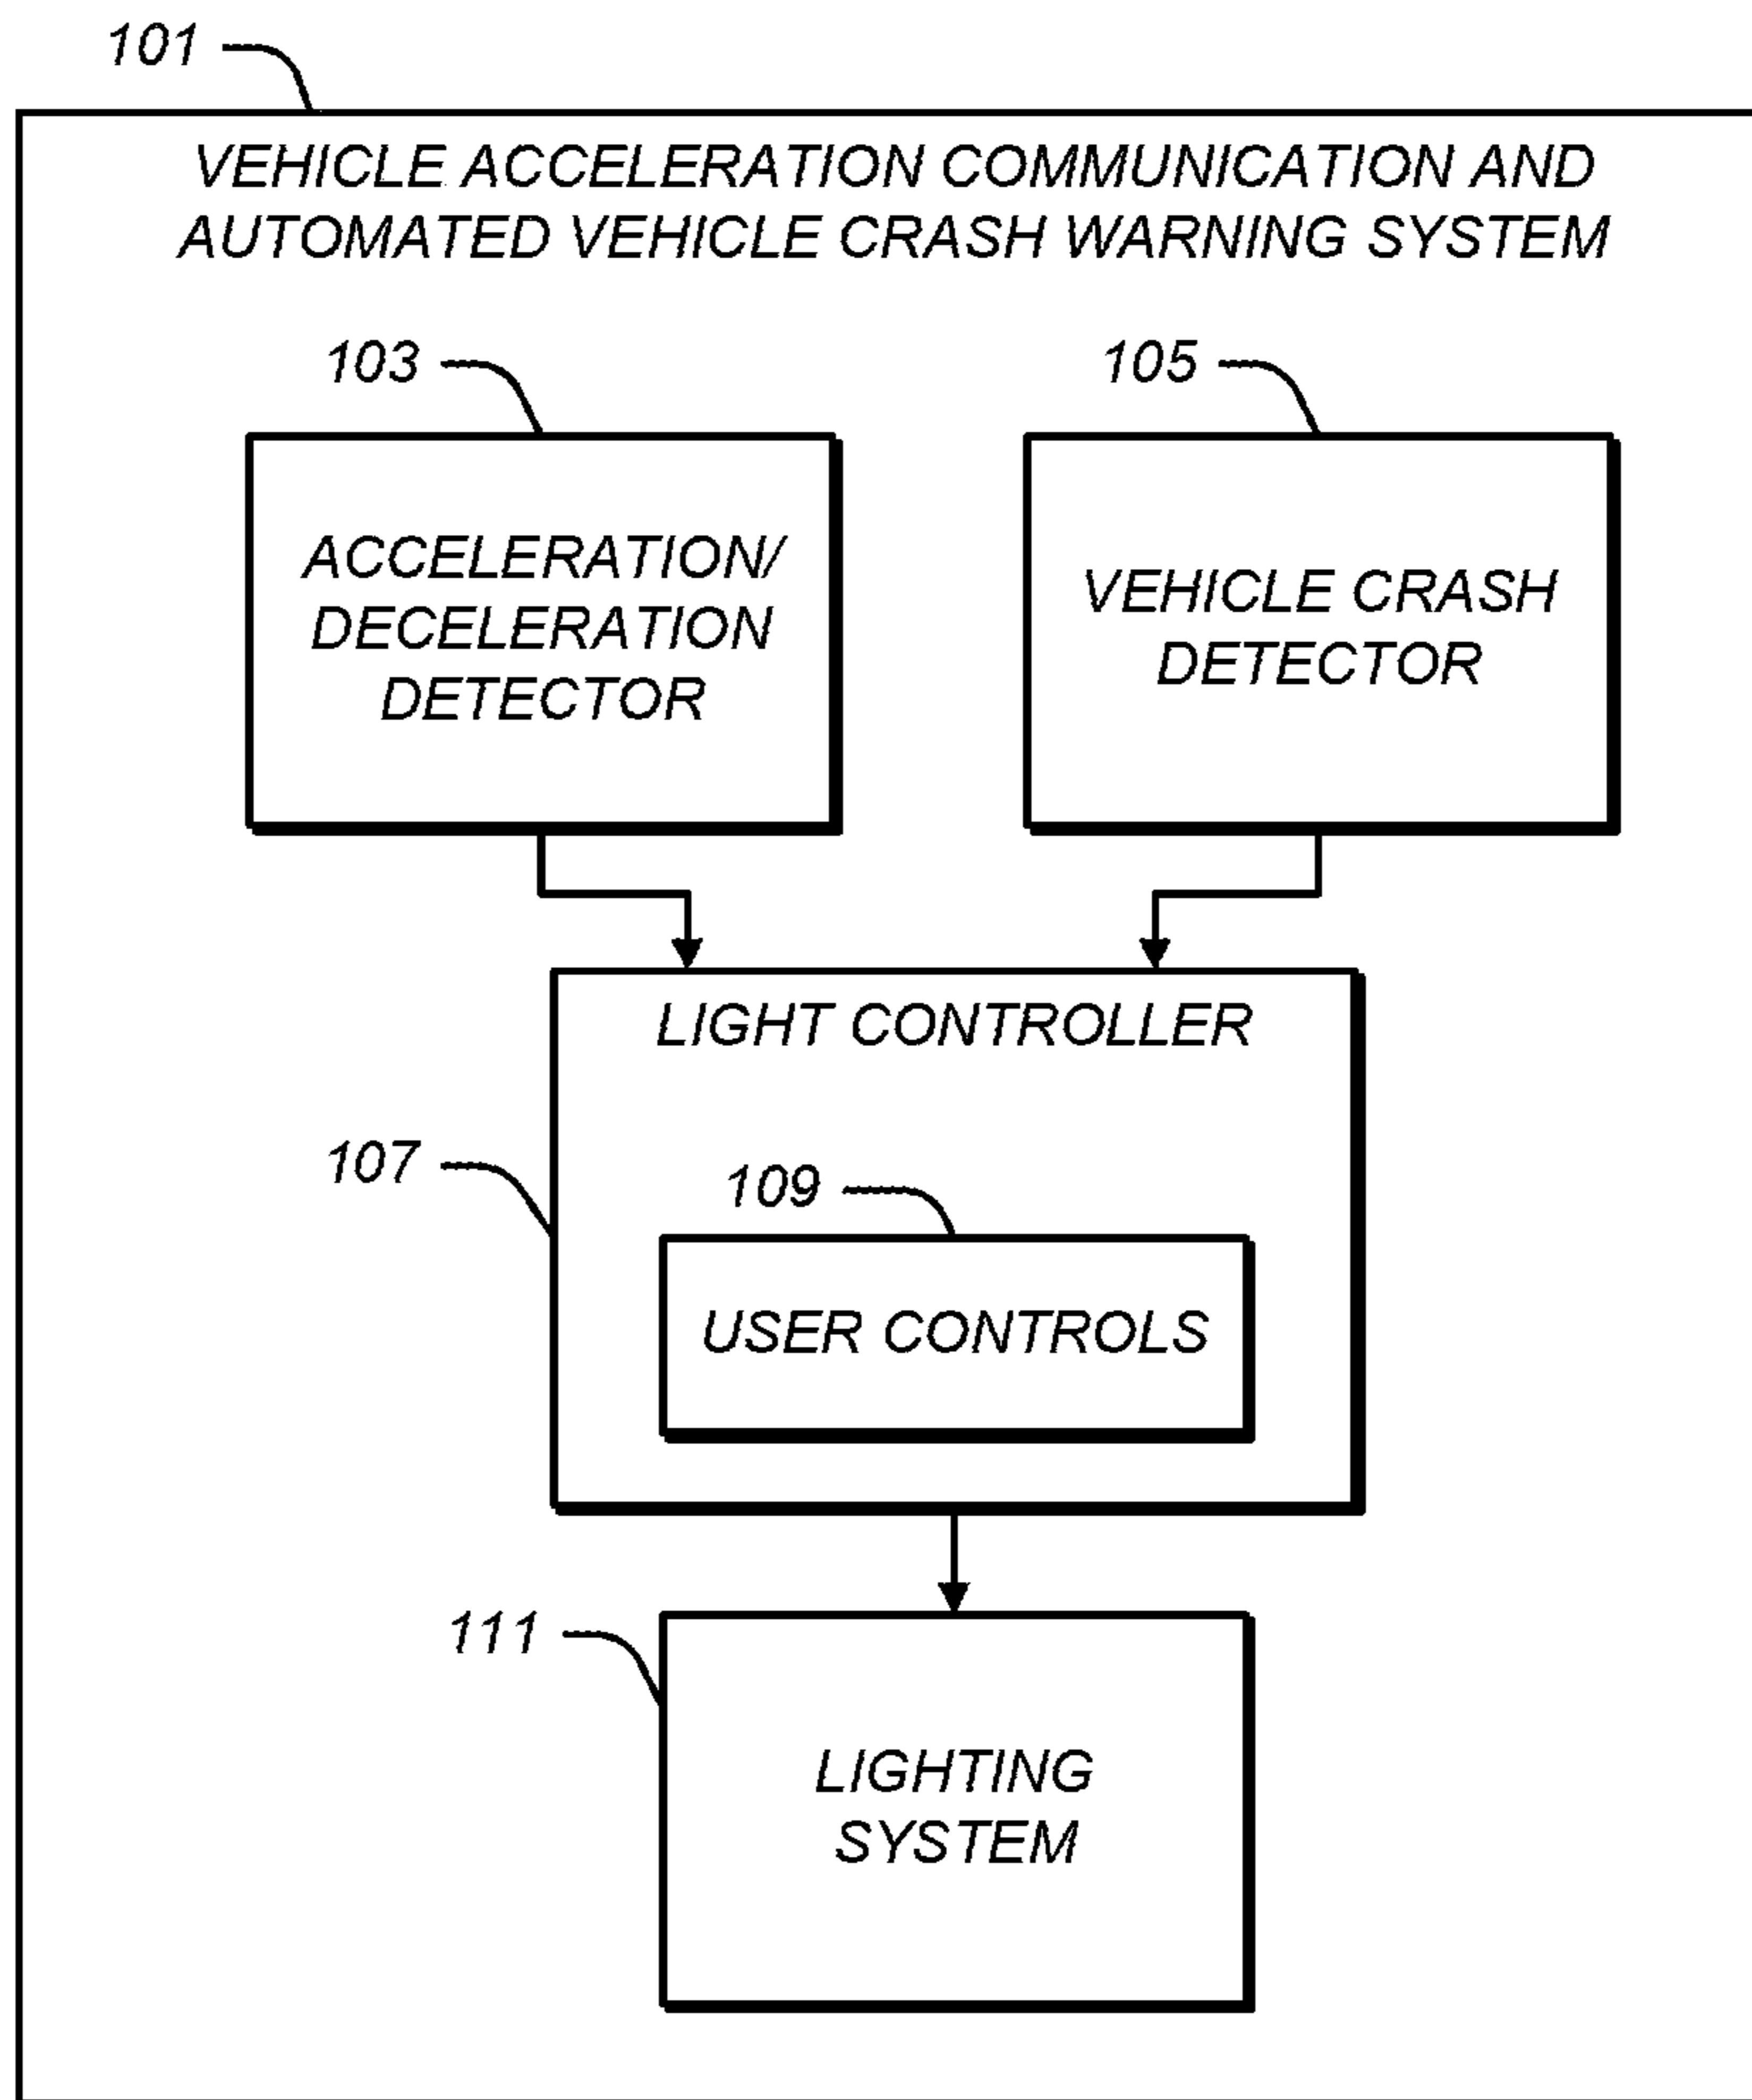 101
VEHICLE ACCELERATION COMMUNICATION AND
AUTOMATED VEHICLE CRASH WARNING SYSTEM
103
105
ACCELERATION/
DECELERATION
DETECTOR
VEHICLE CRASH
DETECTOR
LIGHT CONTROLLER
107
109
USER CONTROLS
111
LIGHTING
SYSTEM